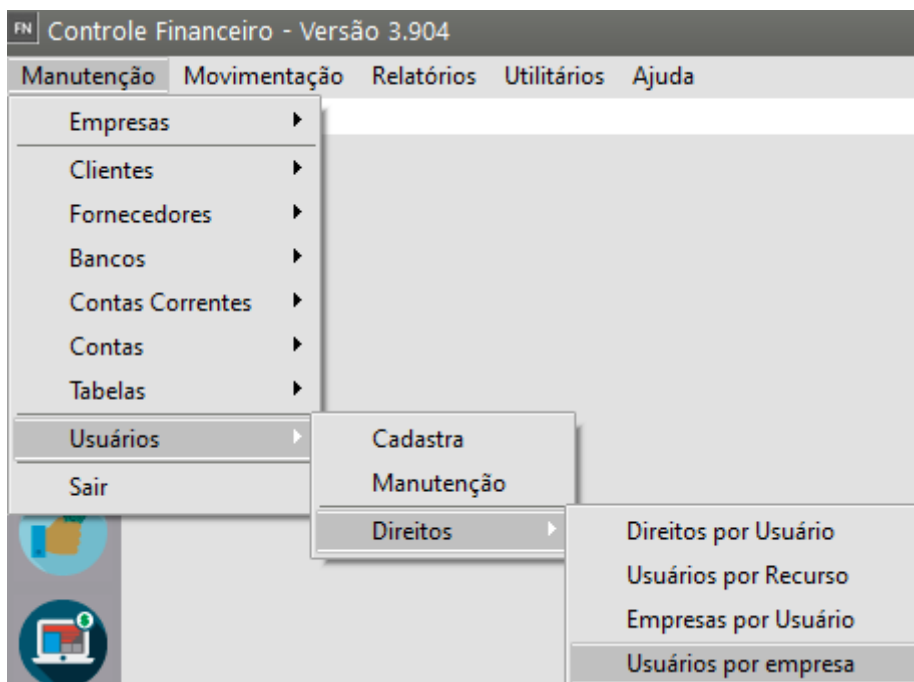 FN Controle Financeiro - Versão 3.904
Manutenção Movimentação Relatórios Utilitários Ajuda
Empresas
Clientes
Fornecedores
Bancos
Contas Correntes
Contas
Tabelas
Usuários
Sair
Cadastra
Manutenção
Direitos
Direitos por Usuário
Usuários por Recurso
Empresas por Usuário
Usuários por empresa